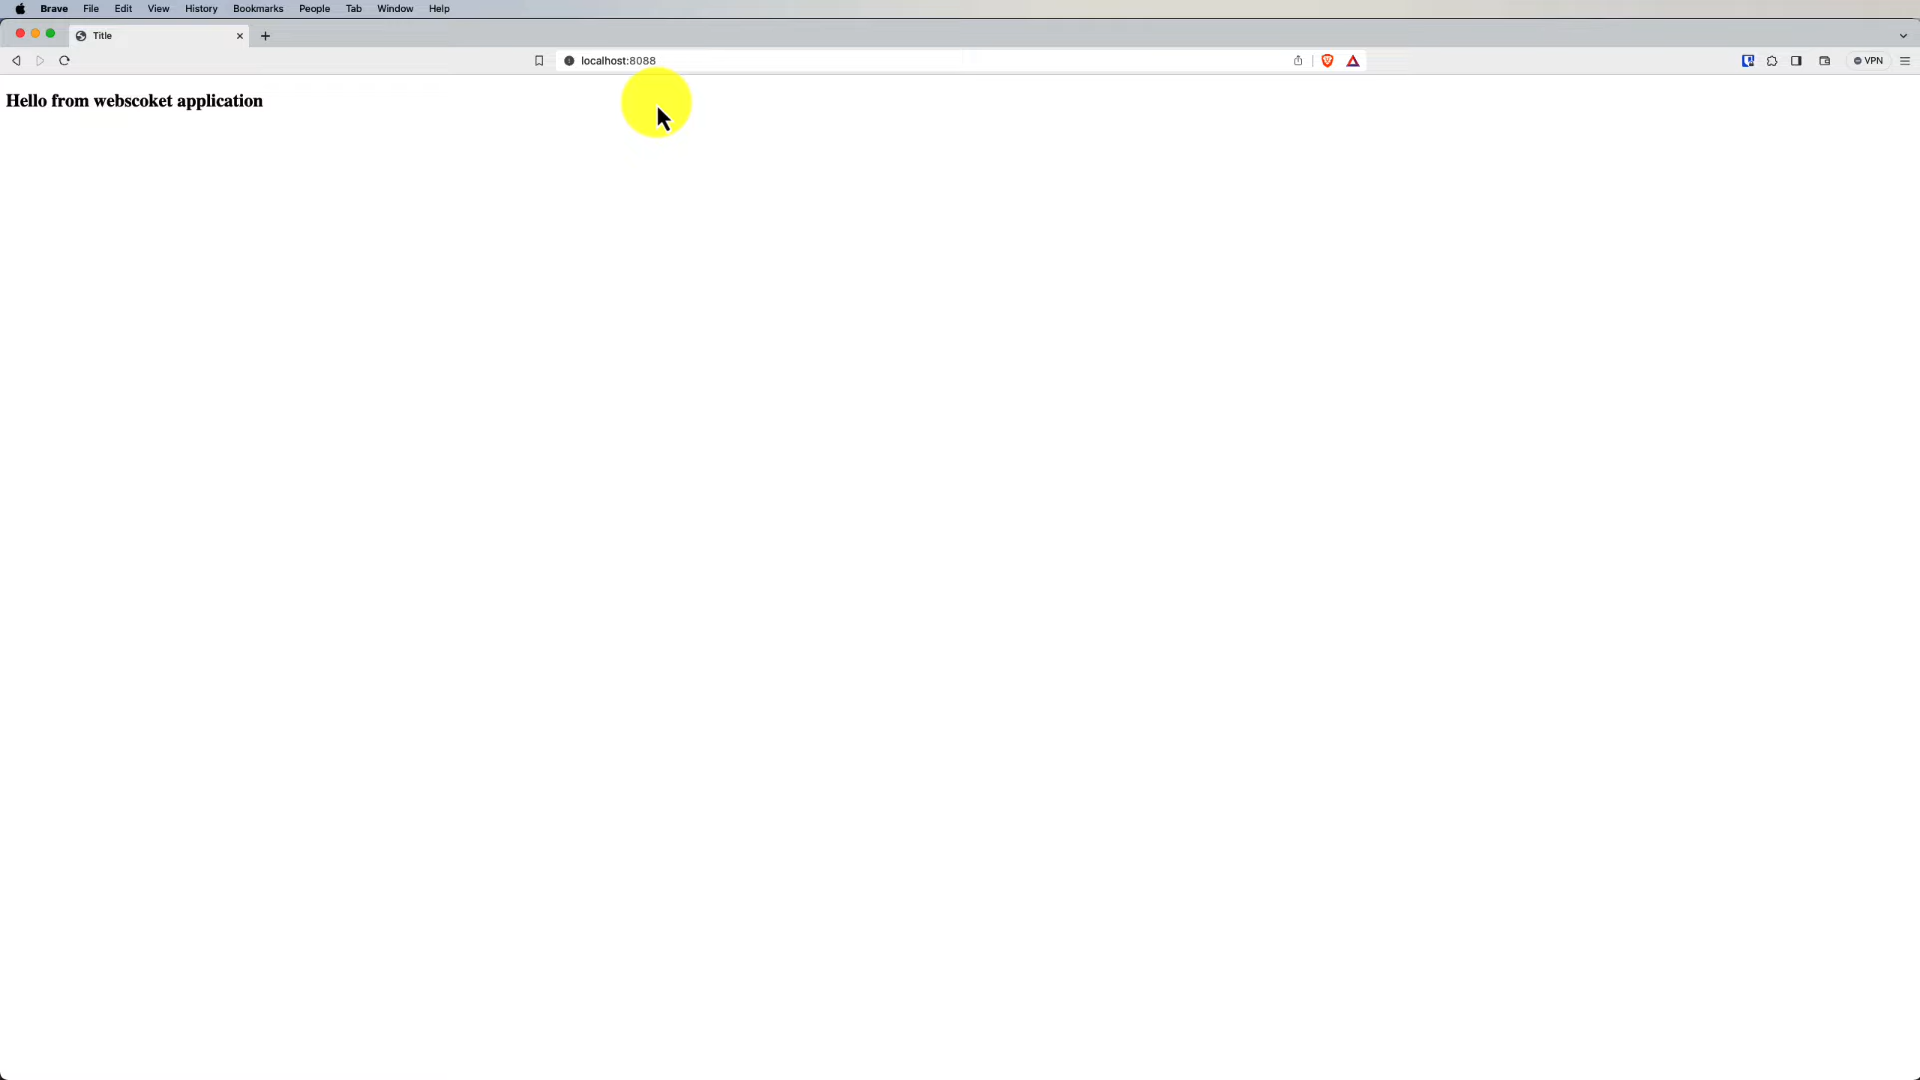 Brave File Edit View History Bookmarks People Tab Window Help
Title
localhost:8088
VPN
Hello from webscoket application